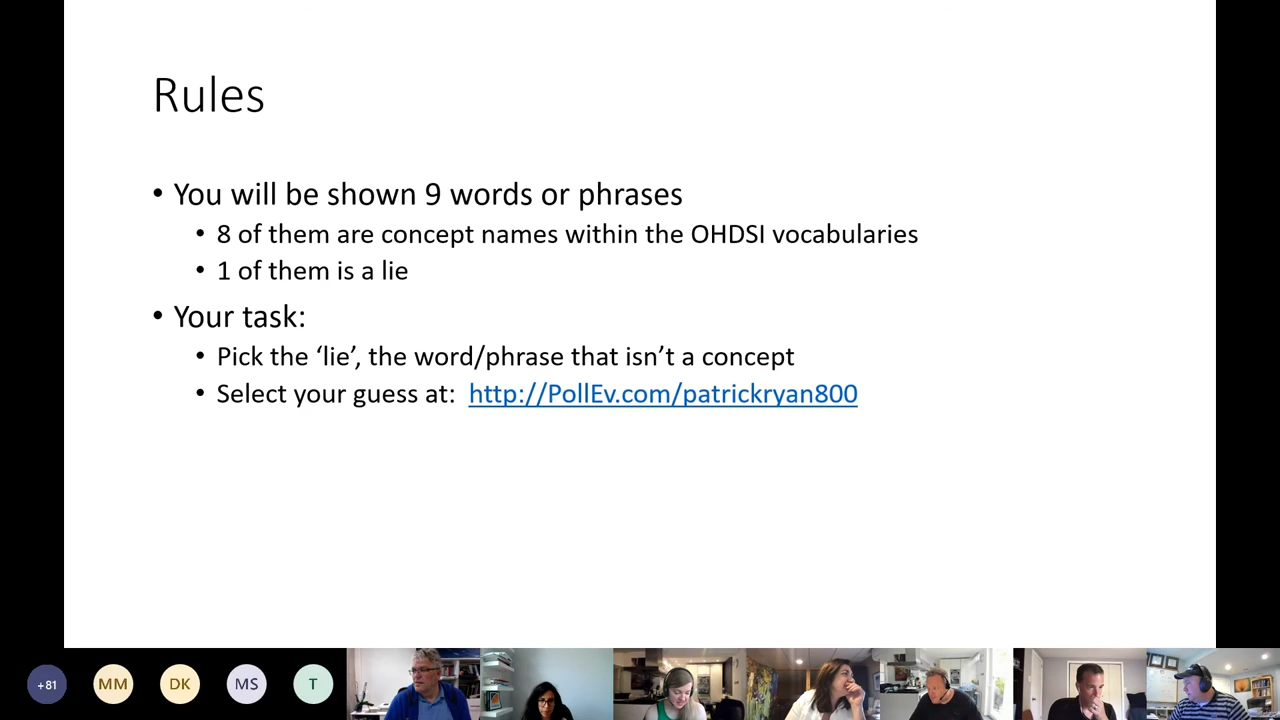 Rules
• You will be shown 9 words or phrases
• 8 of them are concept names within the OHDSI vocabularies
• 1 of them is a lie
• Your task:
• Pick the ‘lie’, the word/phrase that isn’t a concept
• Select your guess at: http://PollEv.com/patrickryan800
+81 MM DK MS T